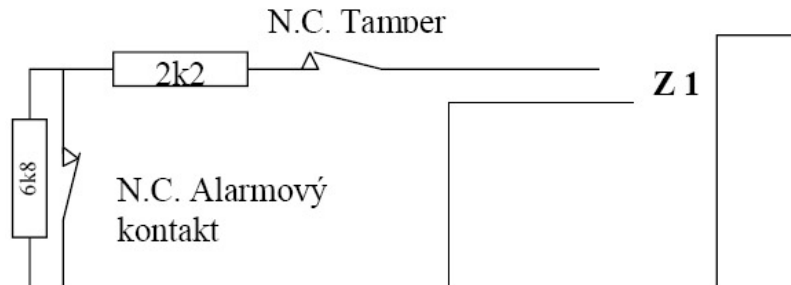 N.C. Tamper
2k2
Z 1
6k8
N.C. Alarmový
kontakt